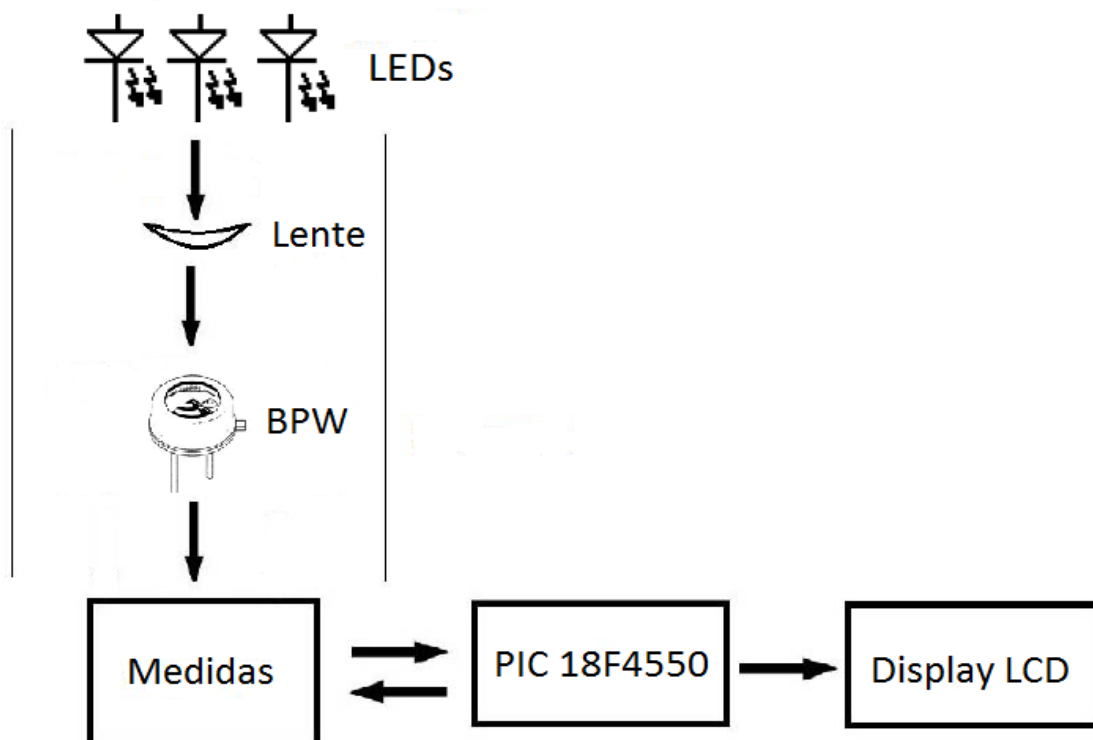 LEDs
Lente
BPW
Medidas
PIC 18F4550
Display LCD